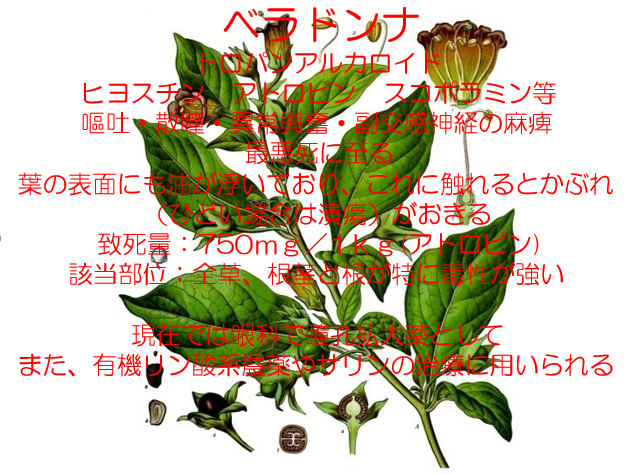 ベラドンナ
トロパンアルカロイド
ヒヨスチン　アトロピン　スコポラミン等
嘔吐・散瞳・異常興奮・副交感神経の麻痺
最悪死に至る
葉の表面にも油が浮いており、これに触れるとかぶれ
（ひどい場合は潰瘍）がおきる
致死量：７５０ｍｇ／１ｋｇ(アトロピン)
該当部位：全草、根茎と根が特に毒性が強い
現在では眼科で瞳孔拡大薬として
また、有機リン酸系農薬やサリンの治療に用いられる